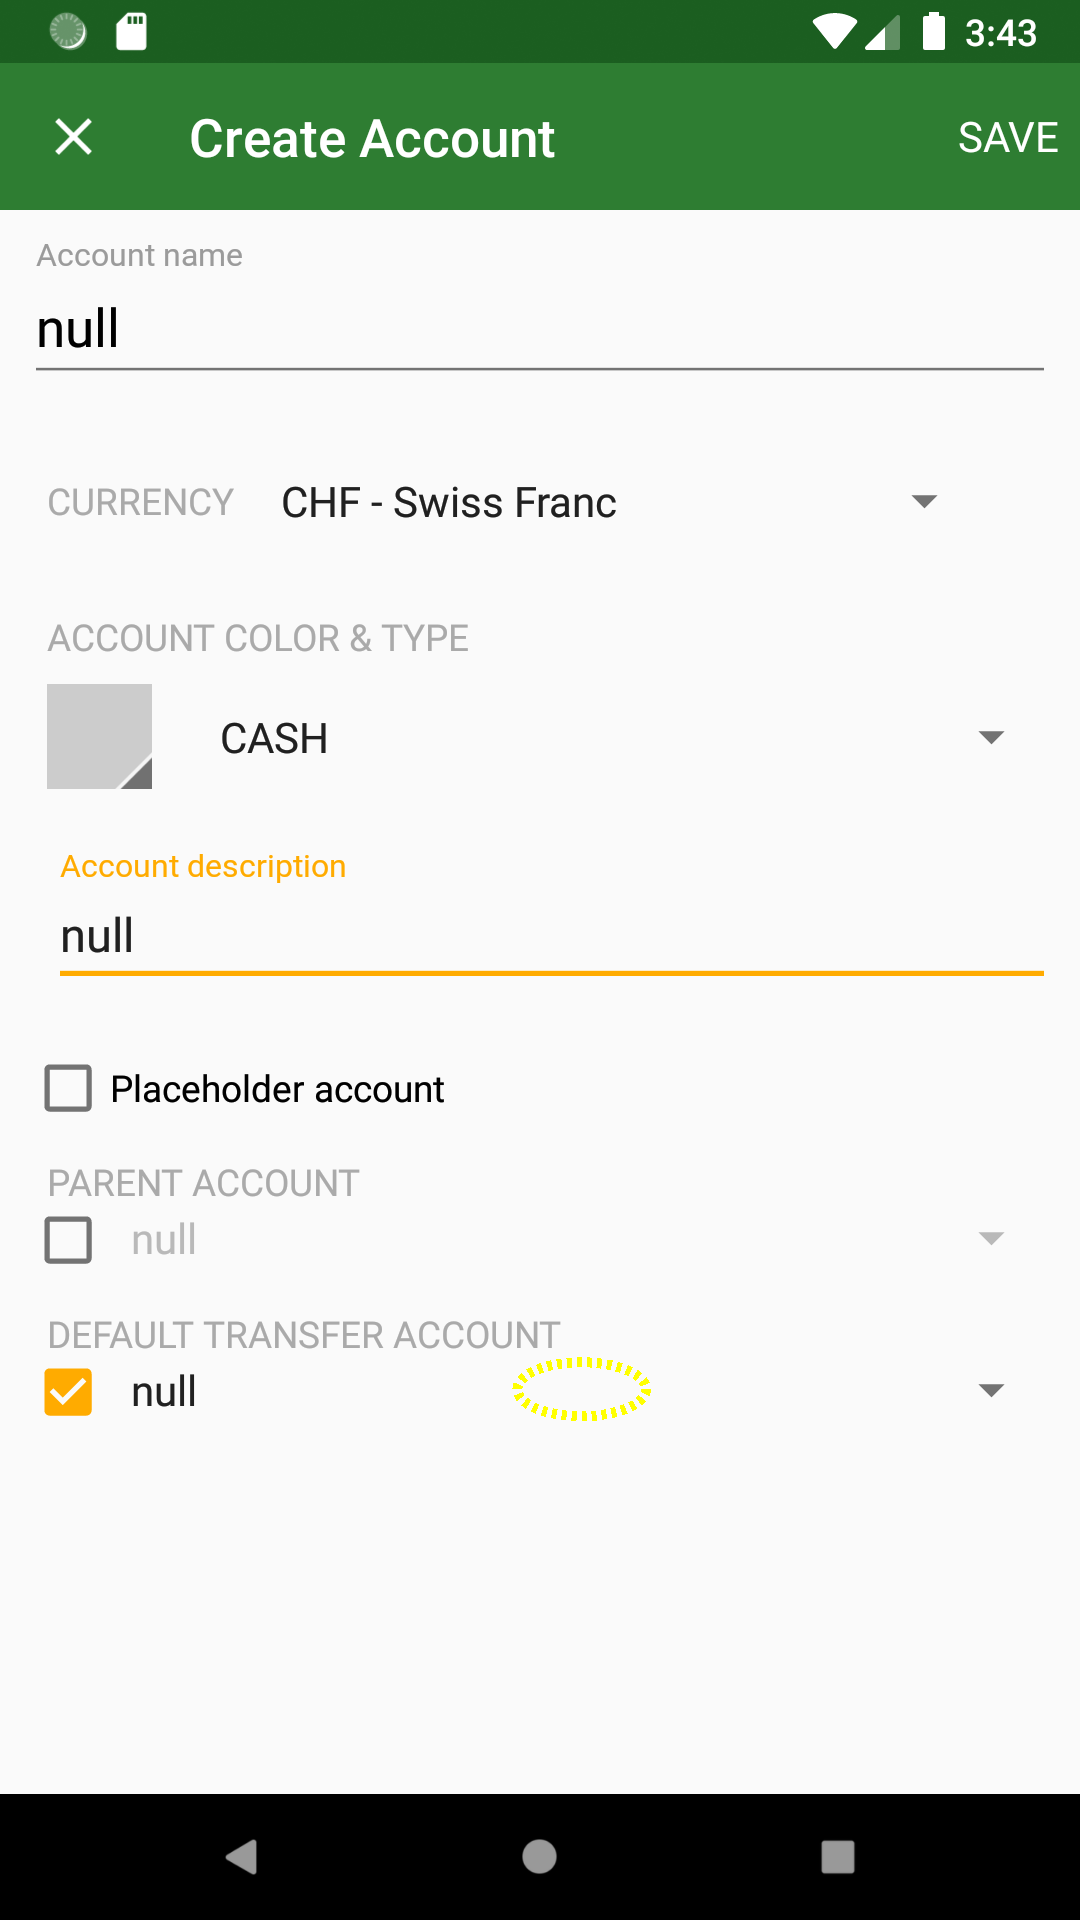 3:43
Create Account
SAVE
Account name
null
CURRENCY CHF - Swiss Franc
ACCOUNT COLOR & TYPE
CASH
Account description
null
Placeholder account
PARENT ACCOUNT
null
DEFAULT TRANSFER ACCOUNT
null